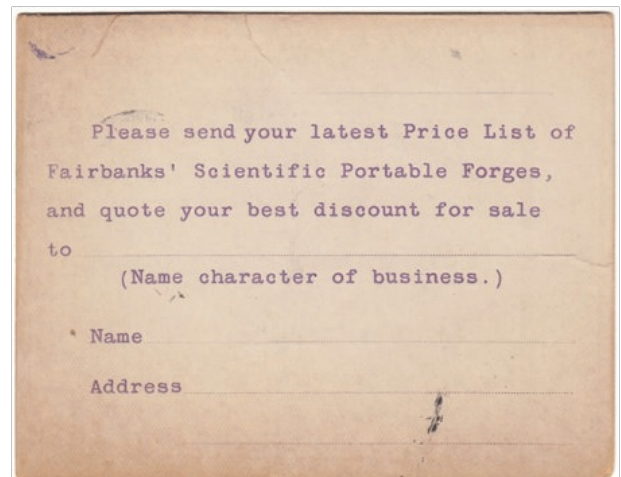 Please send your latest Price List of
Fairbanks' Scientific Portable Forges,
and quote your best discount for sale
to
(Name character of business.)
Name
Address